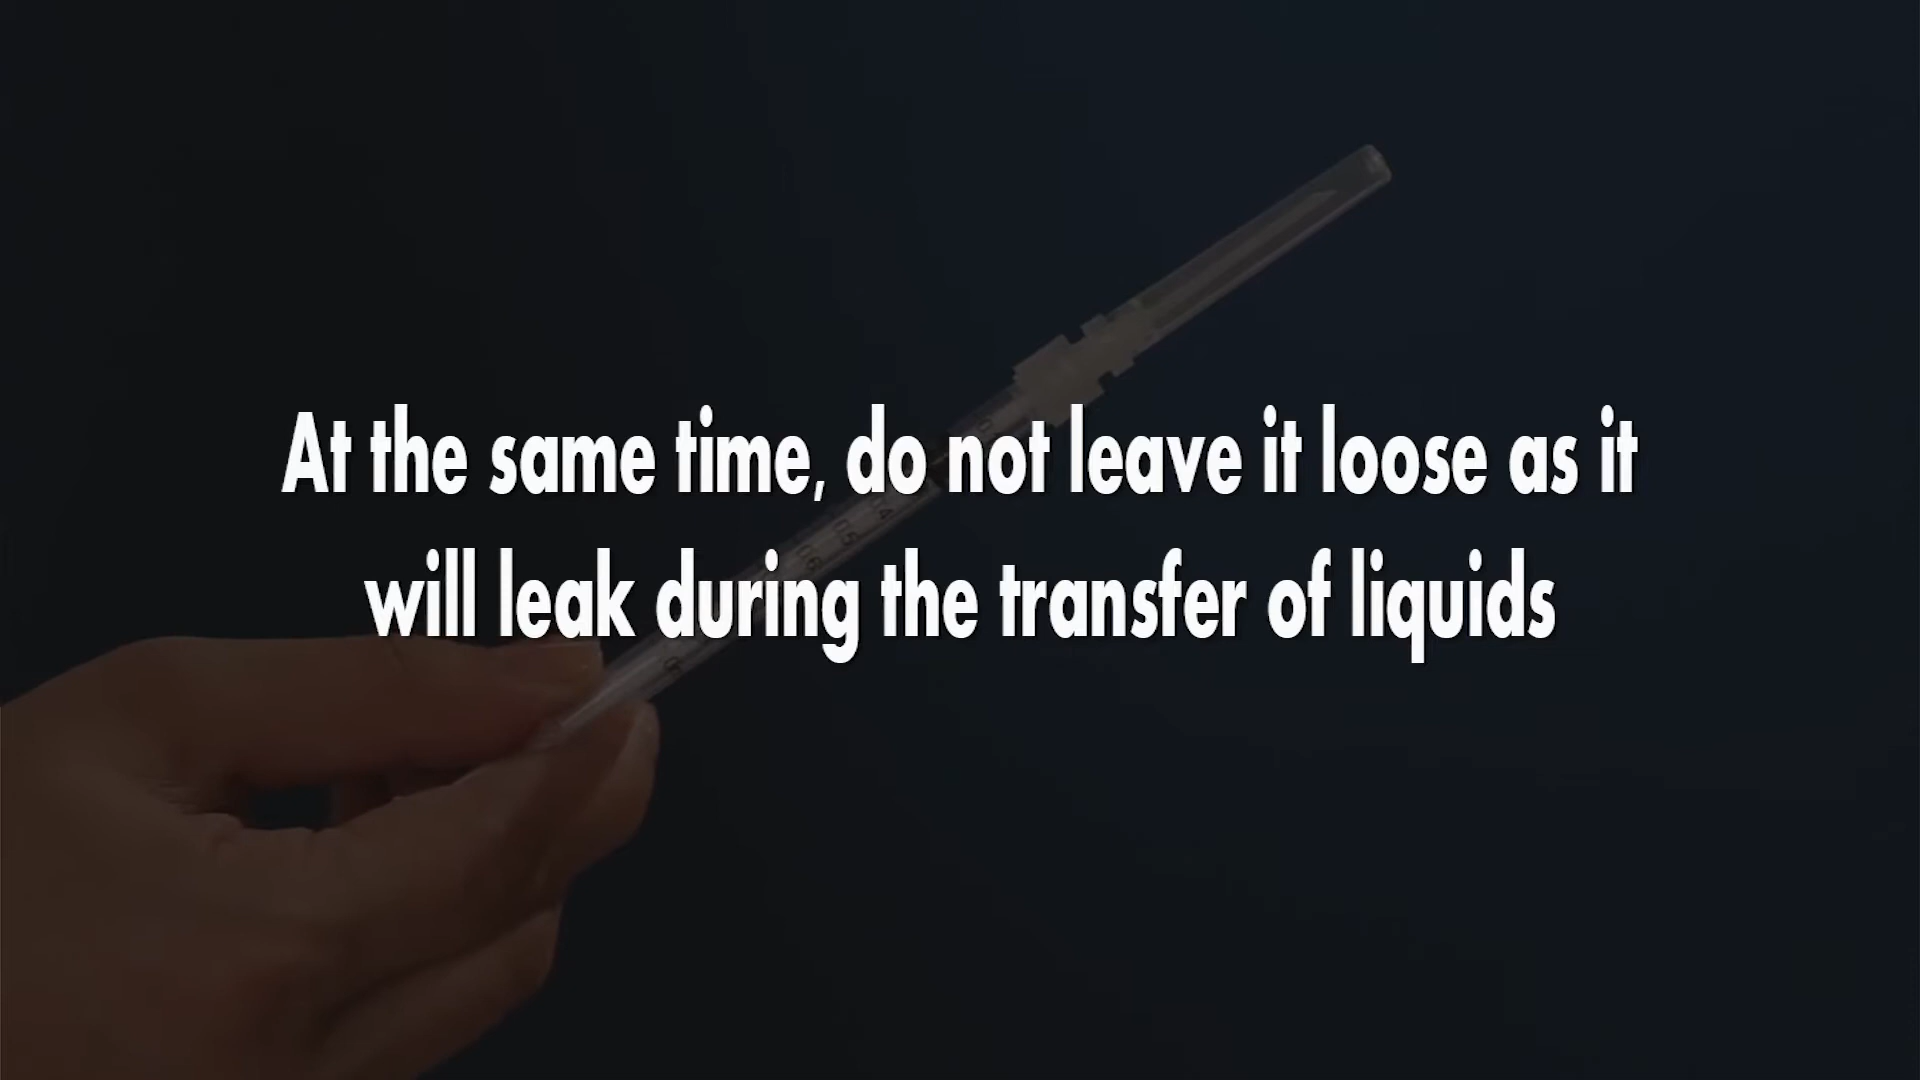 At the same time, do not leave it loose as it
will leak during the transfer of liquids